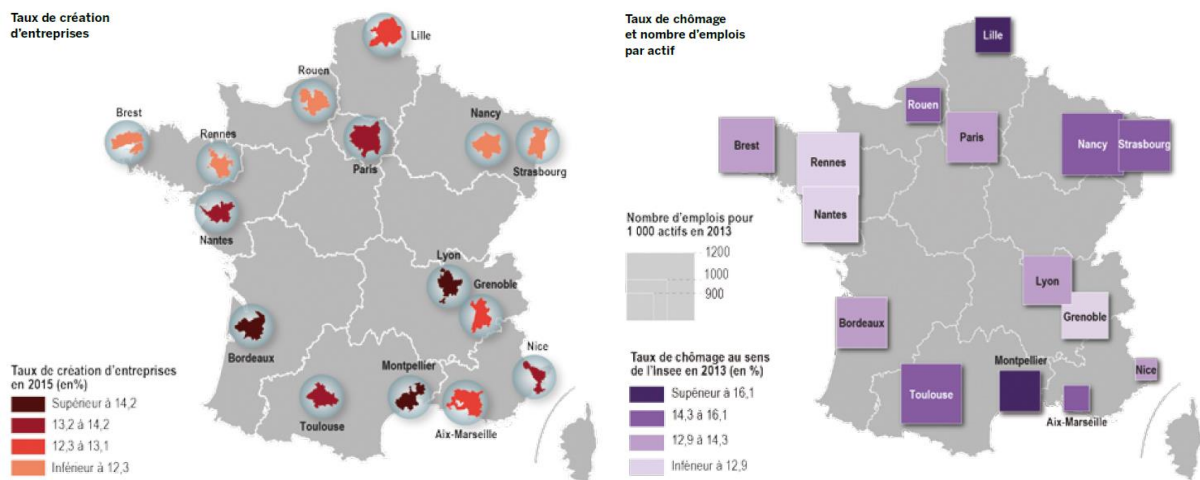 Taux de création
d'entreprises
Lille
Rouen
Brest
Rennes
Nancy
Paris
Strasbourg
Nantes
Lyon
Grenoble
Bordeaux
Nice
Montpellier
Toulouse
Aix-Marseille
Taux de création d'entreprises
en 2015 (en%)
Supérieur à 14,2
13,2 à 14,2
12,3 à 13,1
Inférieur à 12,3
Taux de chômage
et nombre d'emplois
par actif
Lille
Rouen
Paris
Brest
Rennes
Nancy
Strasbourg
Nantes
Nombre d'emplois pour
1 000 actifs en 2013
1200
1000
900
Lyon
Grenoble
Bordeaux
Montpellier
Nice
Toulouse
Aix-Marseille
Taux de chômage au sens
de l'Insee en 2013 (en %)
Supérieur à 16,1
14,3 à 16,1
12,9 à 14,3
Inférieur à 12,9